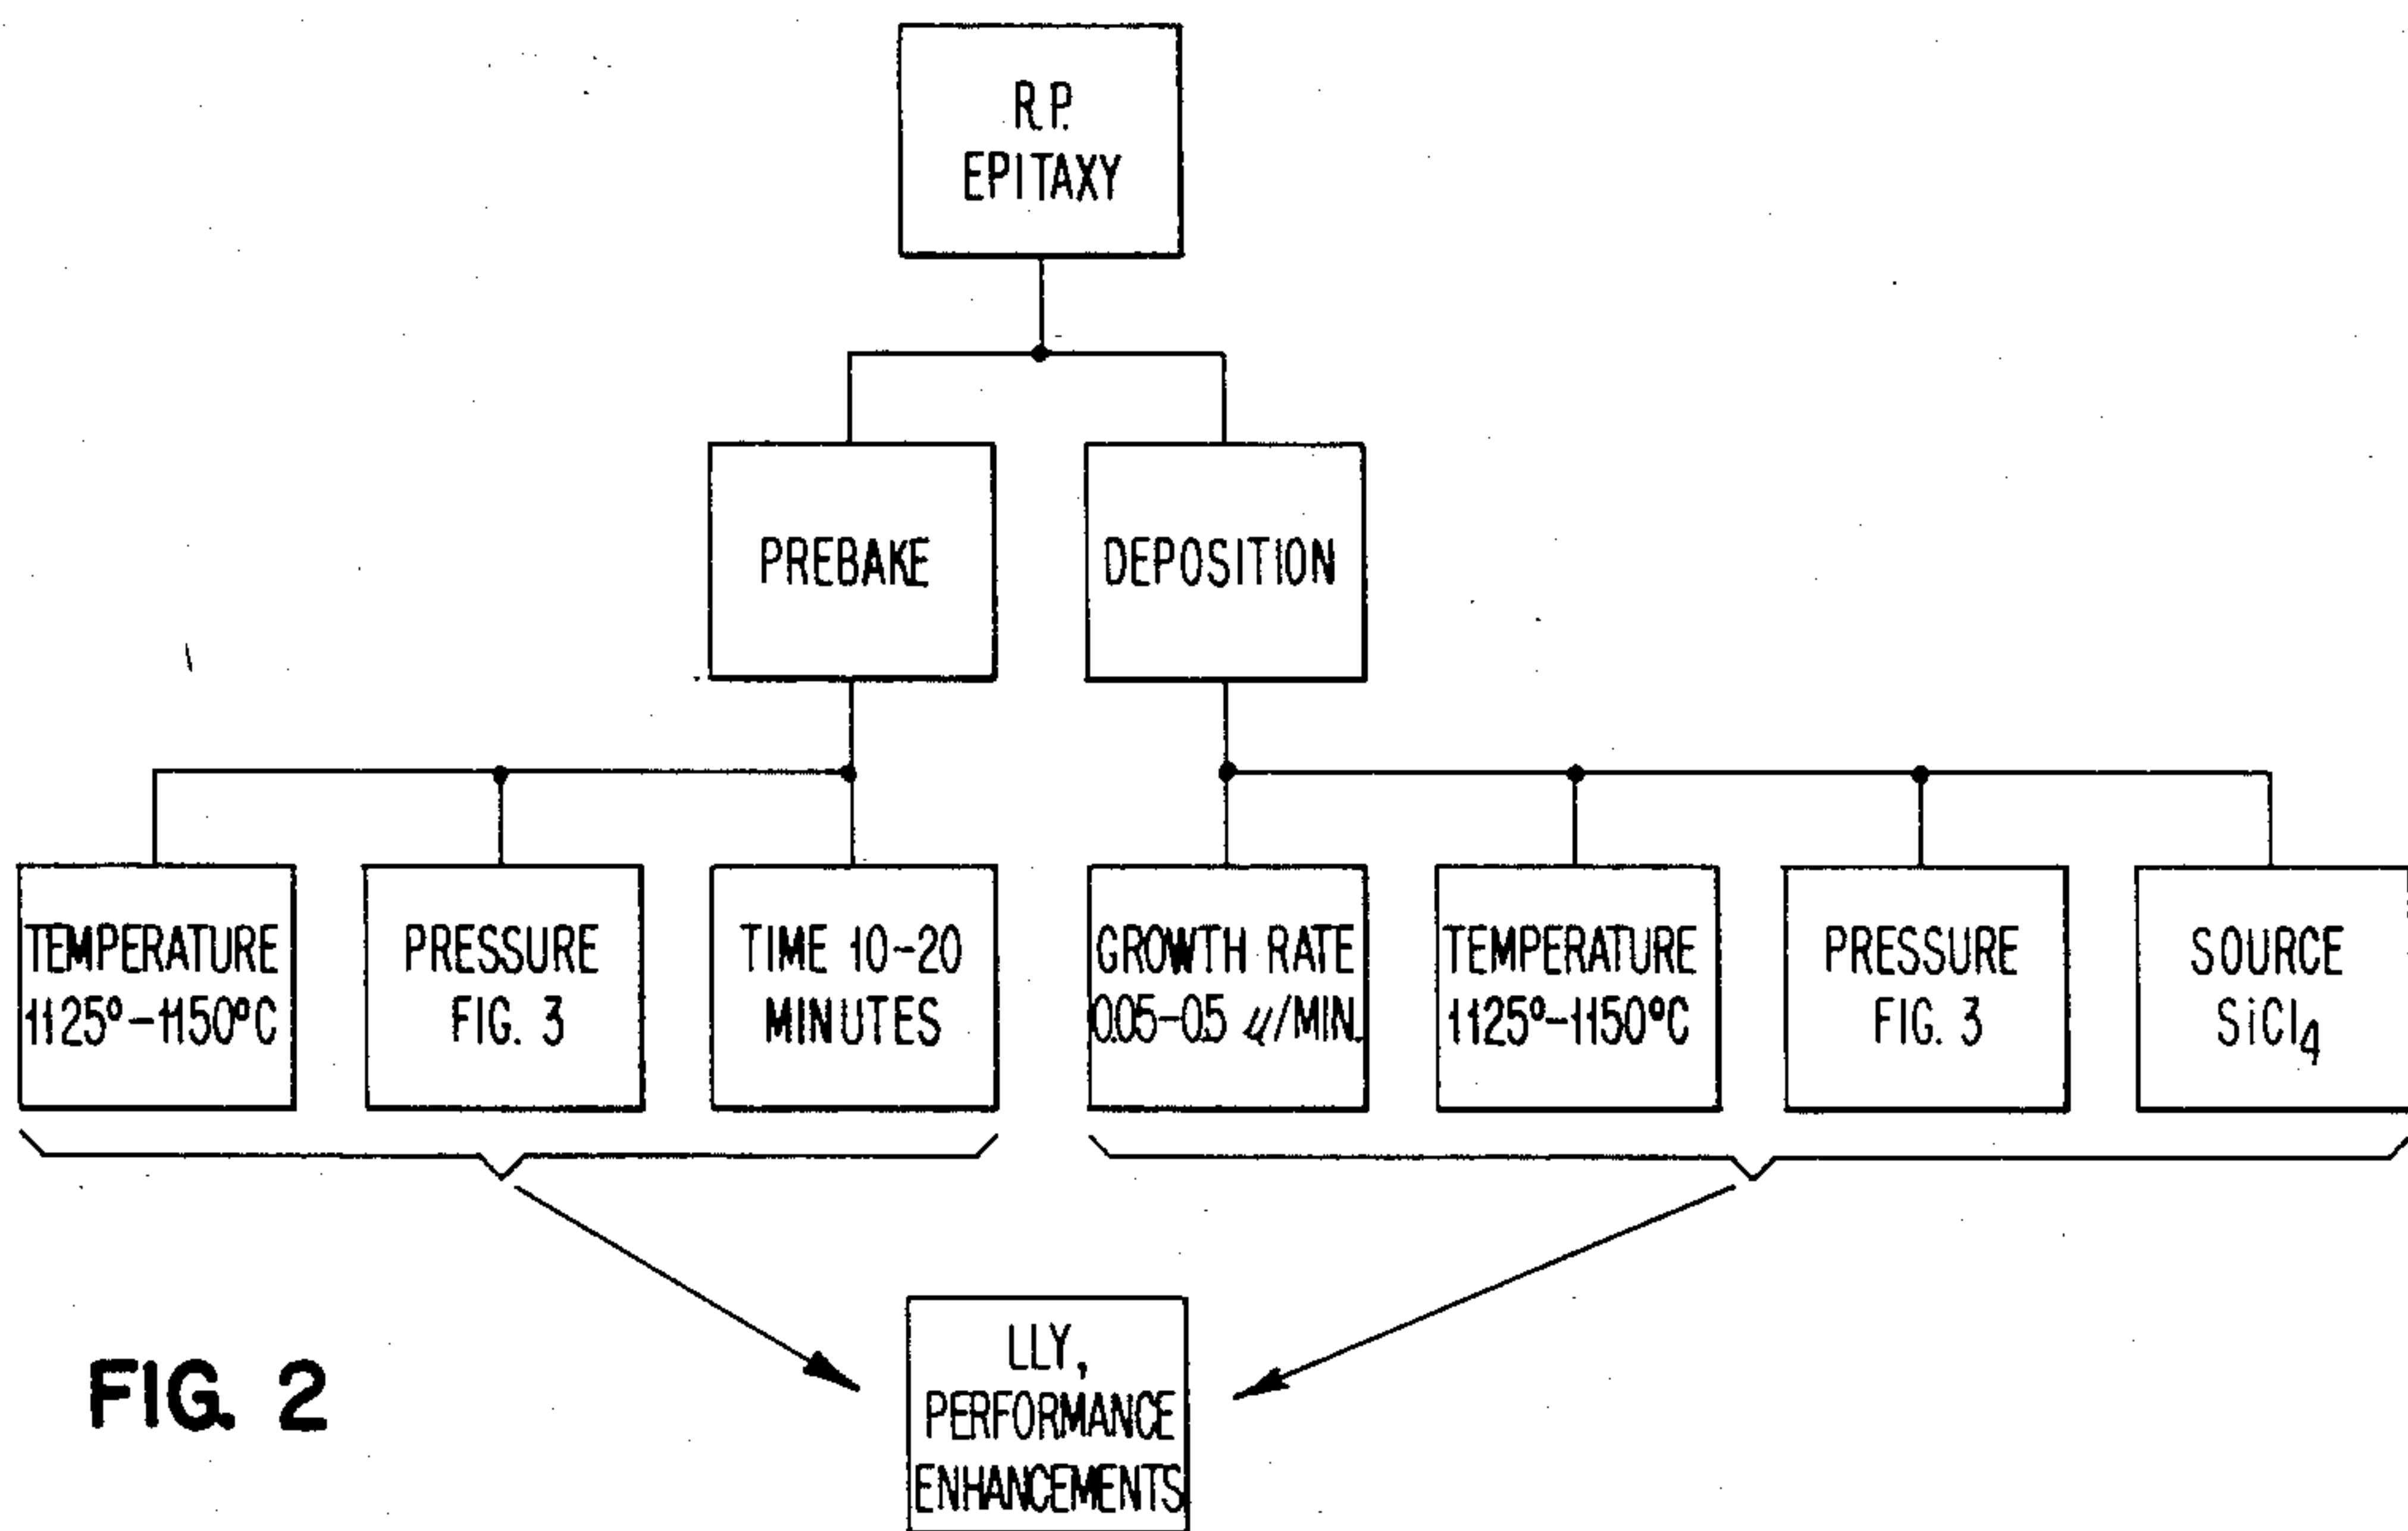 R.P.
EPITAXY
PREBAKE
DEPOSITION
TEMPERATURE
1125°-1150°C
PRESSURE
FIG. 3
TIME 10-20
MINUTES
GROWTH RATE
0.05-0.5 μ/MIN.
TEMPERATURE
1125°-1150°C
PRESSURE
FIG. 3
SOURCE
SiCl₄
LLY,
PERFORMANCE
ENHANCEMENTS
FIG. 2